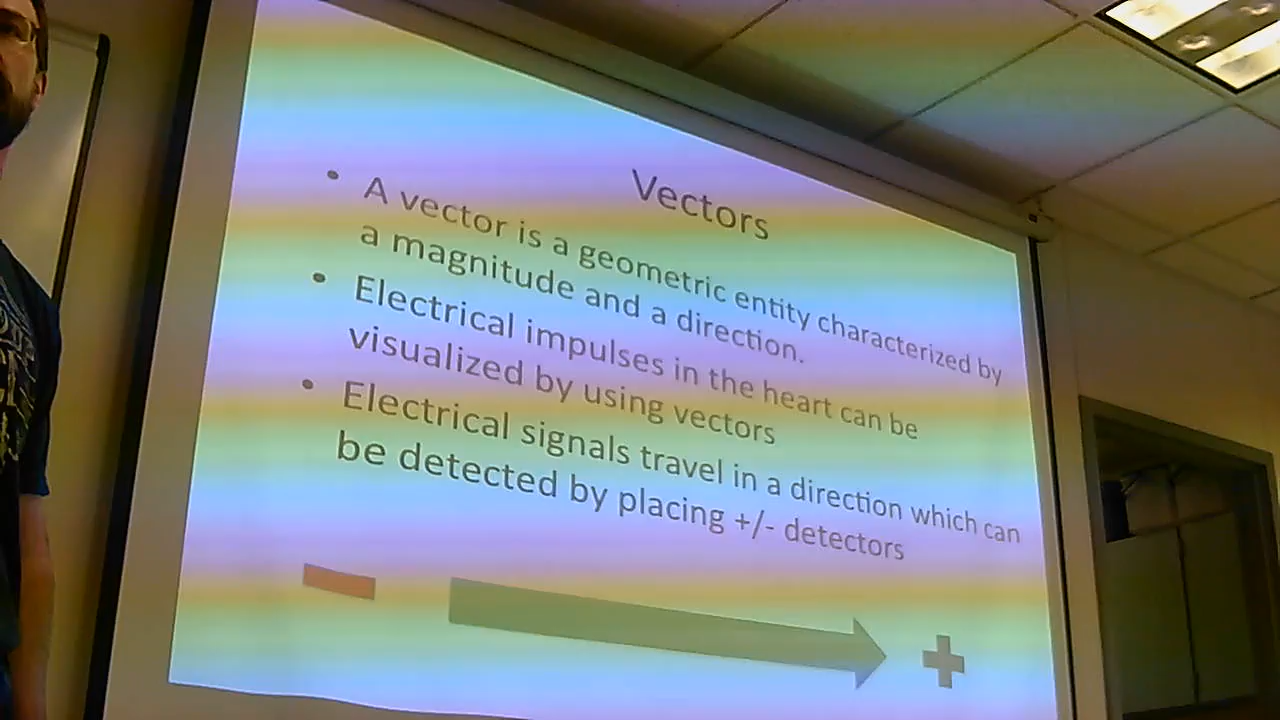 Vectors
• A vector is a geometric entity characterized by
a magnitude and a direction.
• Electrical impulses in the heart can be
visualized by using vectors
• Electrical signals travel in a direction which can
be detected by placing +/- detectors